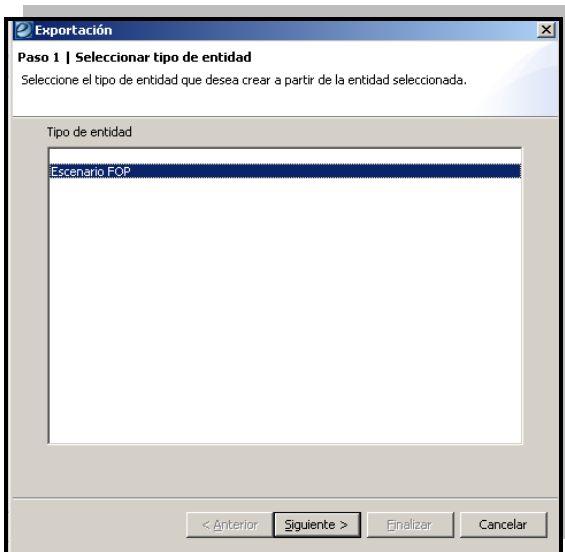 Exportación
Paso 1 | Seleccionar tipo de entidad
Seleccione el tipo de entidad que desea crear a partir de la entidad seleccionada.
Tipo de entidad
Escenario FOP
< Anterior Siguiente > Finalizar Cancelar